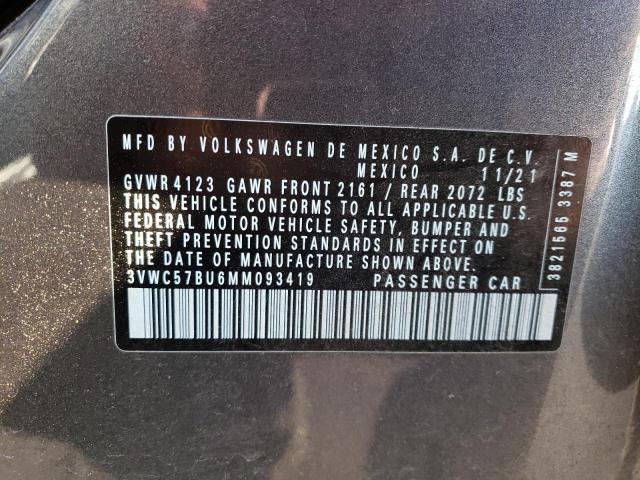 MFD BY VOLKSWAGEN DE MEXICO S.A. DE C.V.
MEXICO 11/21
GVWR 4123 GAWR FRONT 2161 / REAR 2072 LBS
THIS VEHICLE CONFORMS TO ALL APPLICABLE U.S.
FEDERAL MOTOR VEHICLE SAFETY, BUMPER AND
THEFT PREVENTION STANDARDS IN EFFECT ON
THE DATE OF MANUFACTURE SHOWN ABOVE.
3VWC57BU6MM093419 PASSENGER CAR
3821565 3387 M